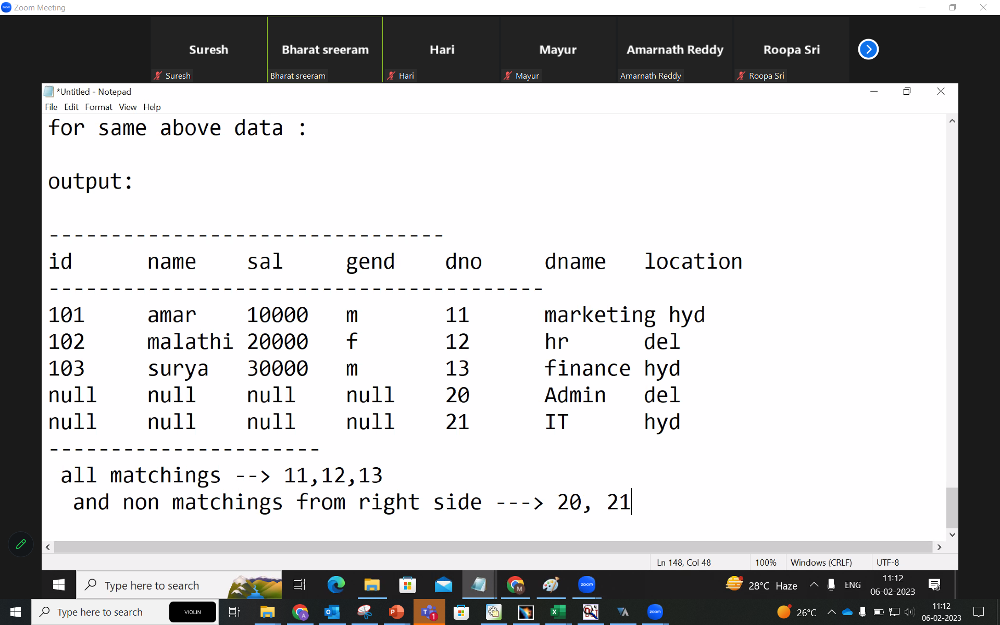 Zoom Meeting
Suresh Bharat sreeram Hari Mayur Amarnath Reddy Roopa Sri
Suresh Bharat sreeram Hari Mayur Amarnath Reddy Roopa Sri
*Untitled - Notepad
File Edit Format View Help
for same above data :
output:
--------------------------------
id name sal gend dno dname location
----------------------------------------
101 amar 10000 m 11 marketing hyd
102 malathi 20000 f 12 hr del
103 surya 30000 m 13 finance hyd
null null null null 20 Admin del
null null null null 21 IT hyd
----------------------
all matchings --> 11,12,13
and non matchings from right side ---> 20, 21
Ln 148, Col 48 100% Windows (CRLF) UTF-8
Type here to search zoom 28°C Haze ENG 11:12
06-02-2023
Type here to search VIOLIN zoom 26°C 11:12
06-02-2023